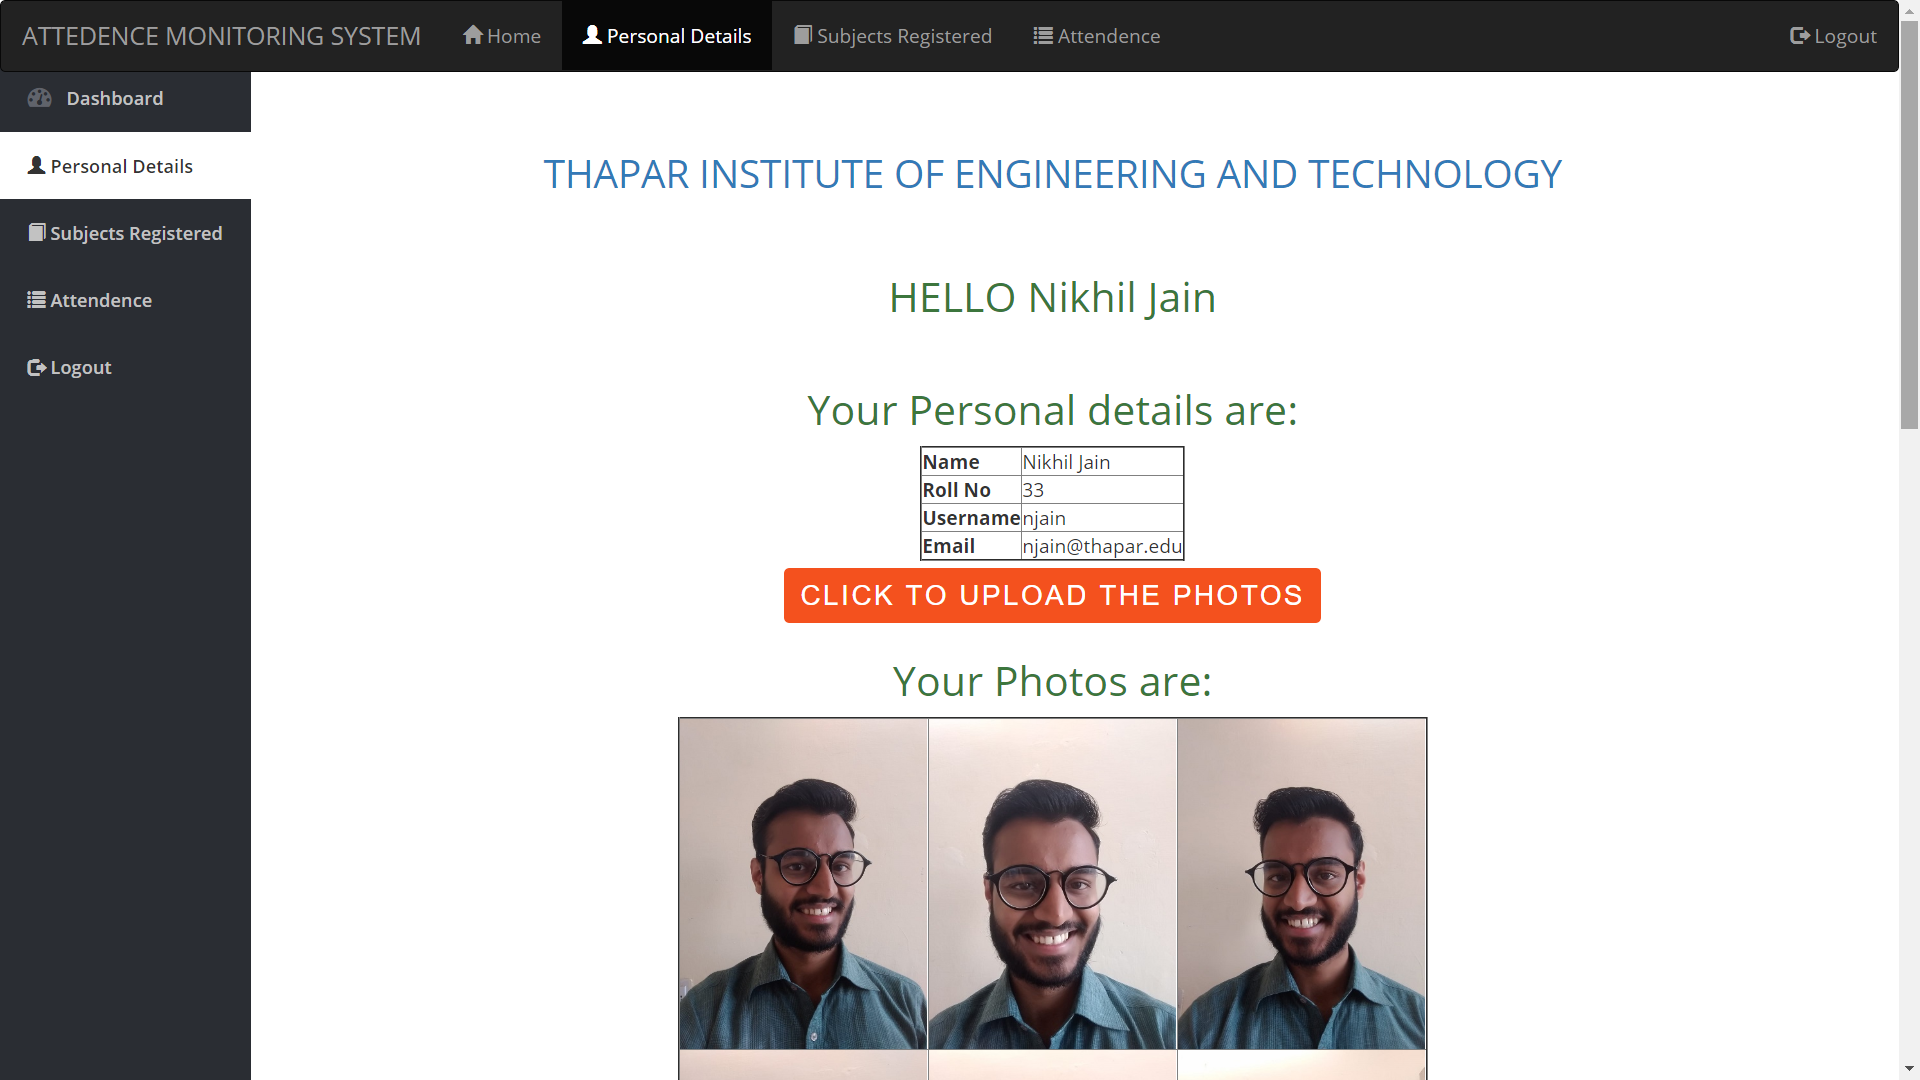 ATTEDENCE MONITORING SYSTEM Home Personal Details Subjects Registered Attendence Logout
Dashboard
Personal Details
Subjects Registered
Attendence
Logout
THAPAR INSTITUTE OF ENGINEERING AND TECHNOLOGY
HELLO Nikhil Jain
Your Personal details are:
Name Nikhil Jain
Roll No 33
Username njain
Email njain@thapar.edu
CLICK TO UPLOAD THE PHOTOS
Your Photos are: